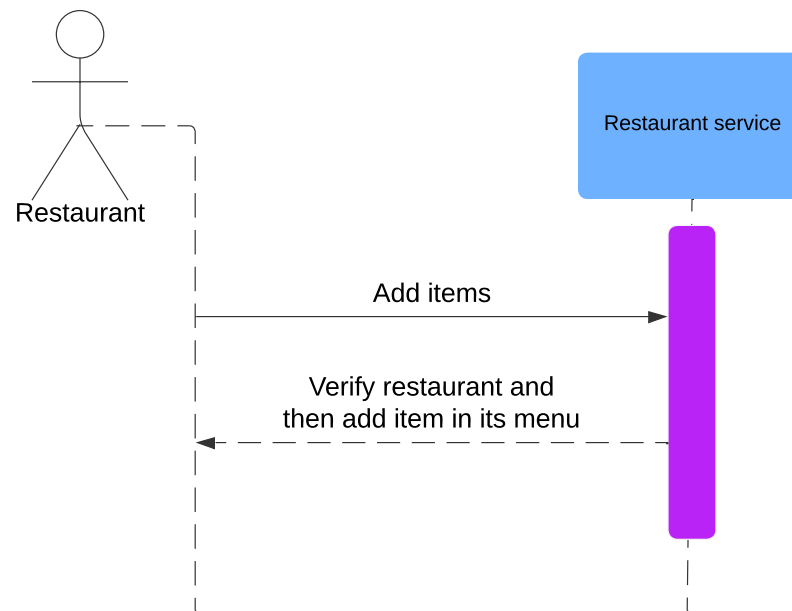 Restaurant service
Restaurant
Add items
Verify restaurant and
then add item in its menu